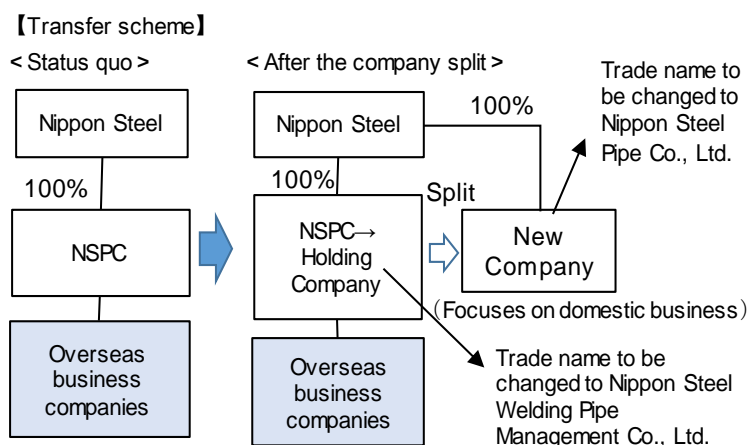 【Transfer scheme】
< Status quo >
< After the company split >
Nippon Steel
100%
NSPC
Overseas
business
companies
Nippon Steel
100%
100%
NSPC→
Holding
Company
Split
New
Company
Trade name to
be changed to
Nippon Steel
Pipe Co., Ltd.
（Focuses on domestic business）
Overseas
business
companies
Trade name to be
changed to Nippon Steel
Welding Pipe
Management Co., Ltd.